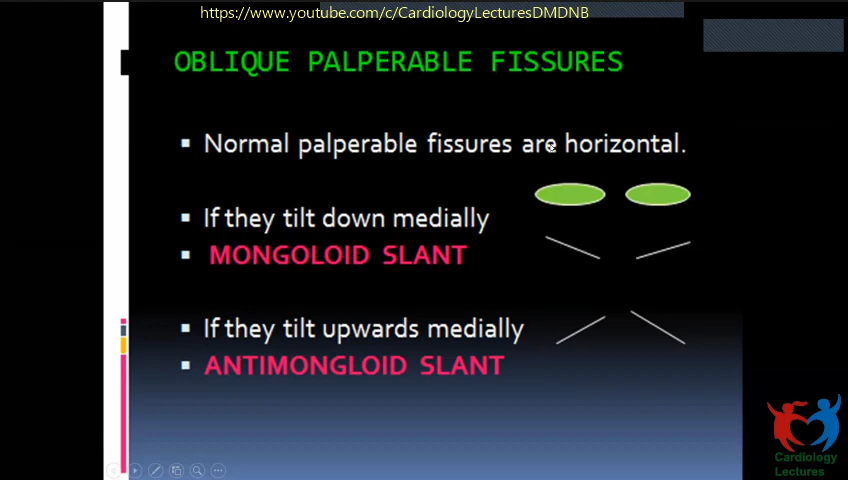 https://www.youtube.com/c/CardiologyLecturesDMDNB
OBLIQUE PALPERABLE FISSURES
Normal palperable fissures are horizontal.
If they tilt down medially
MONGOLOID SLANT
If they tilt upwards medially
ANTIMONGLOID SLANT
Cardiology
Lectures